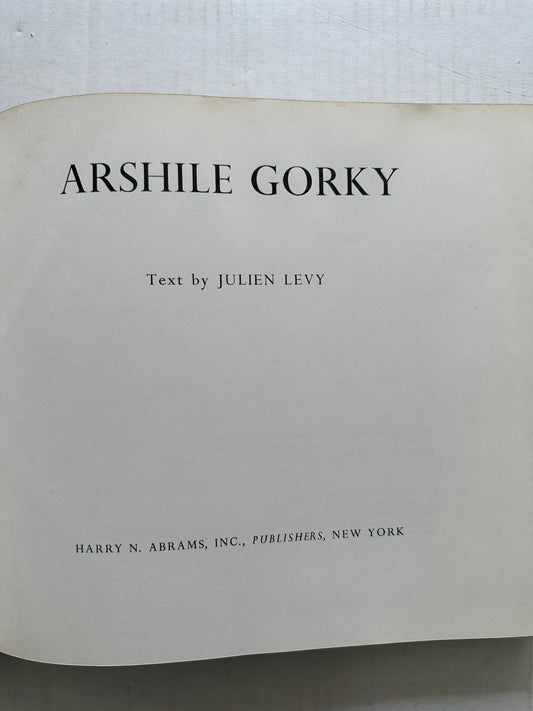 ARSHILE GORKY
Text by JULIEN LEVY
HARRY N. ABRAMS, INC., PUBLISHERS, NEW YORK